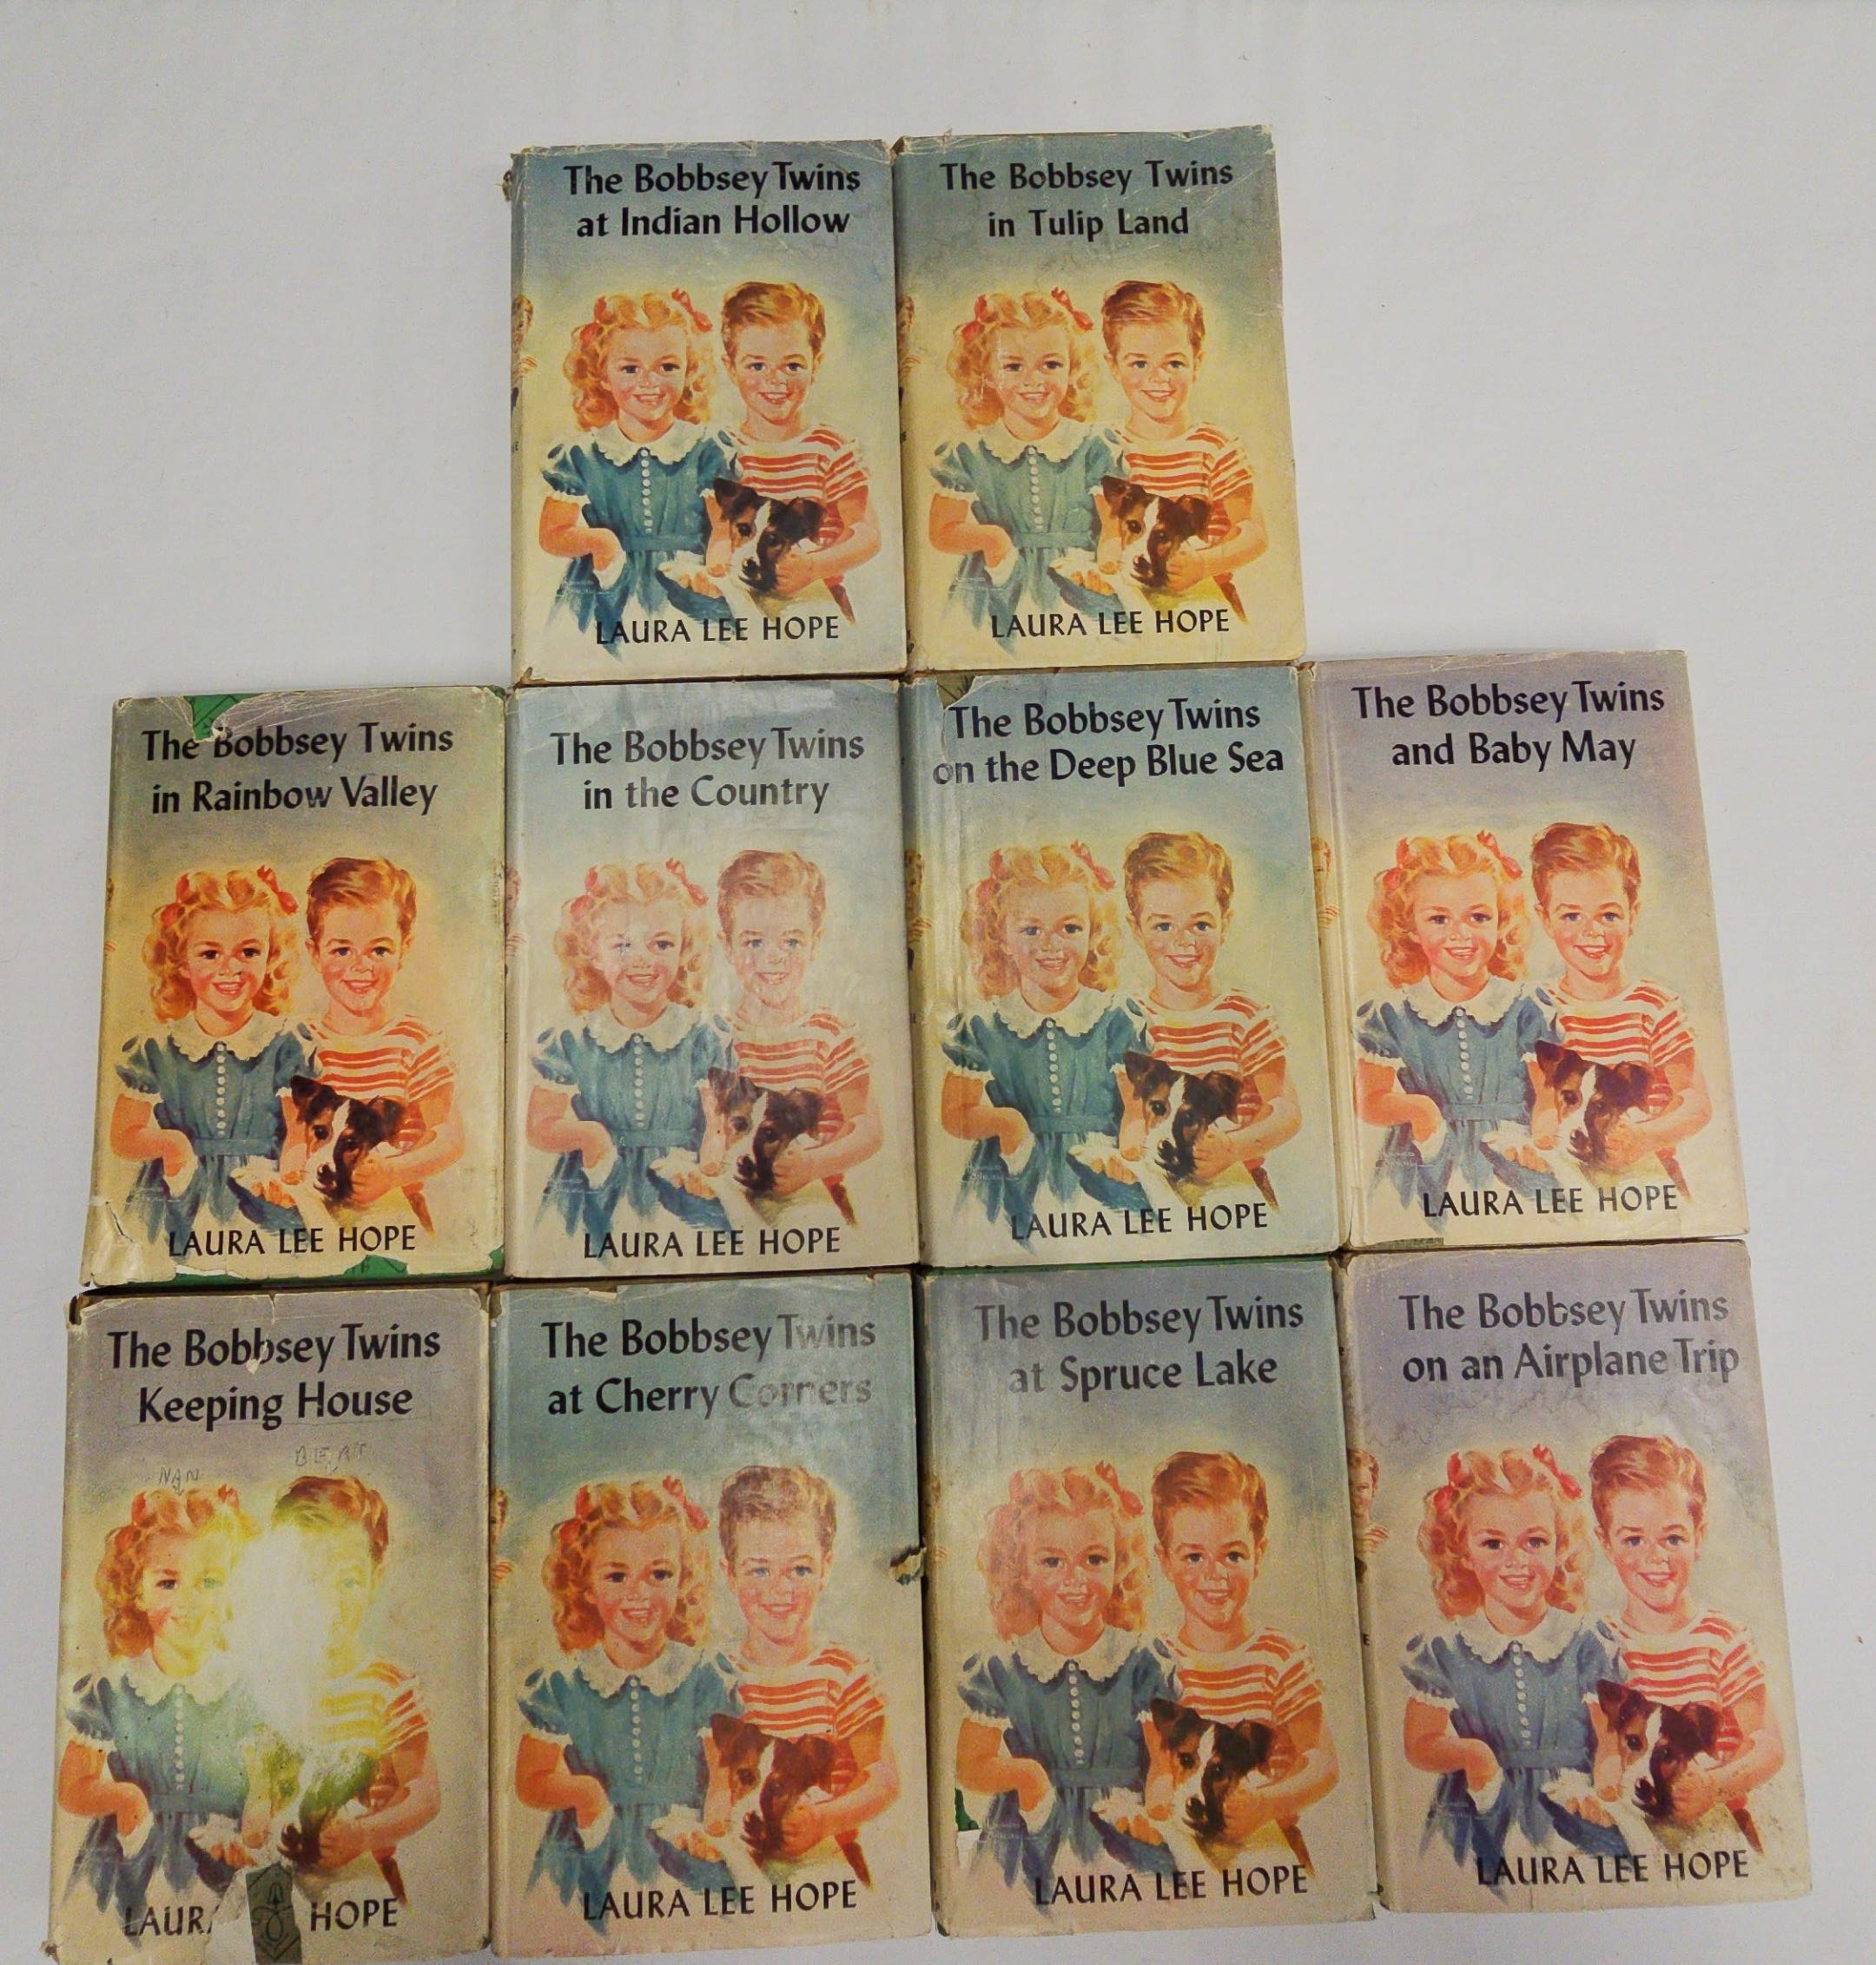 The Bobbsey Twins
at Indian Hollow
LAURA LEE HOPE
The Bobbsey Twins
in Tulip Land
LAURA LEE HOPE
The Bobbsey Twins
in Rainbow Valley
LAURA LEE HOPE
The Bobbsey Twins
in the Country
LAURA LEE HOPE
The Bobbsey Twins
on the Deep Blue Sea
LAURA LEE HOPE
The Bobbsey Twins
and Baby May
LAURA LEE HOPE
The Bobbsey Twins
Keeping House
NAN
HOPE
The Bobbsey Twins
at Cherry Corners
LAURA LEE HOPE
The Bobbsey Twins
at Spruce Lake
LAURA LEE HOPE
The Bobbsey Twins
on an Airplane Trip
LAURA LEE HOPE